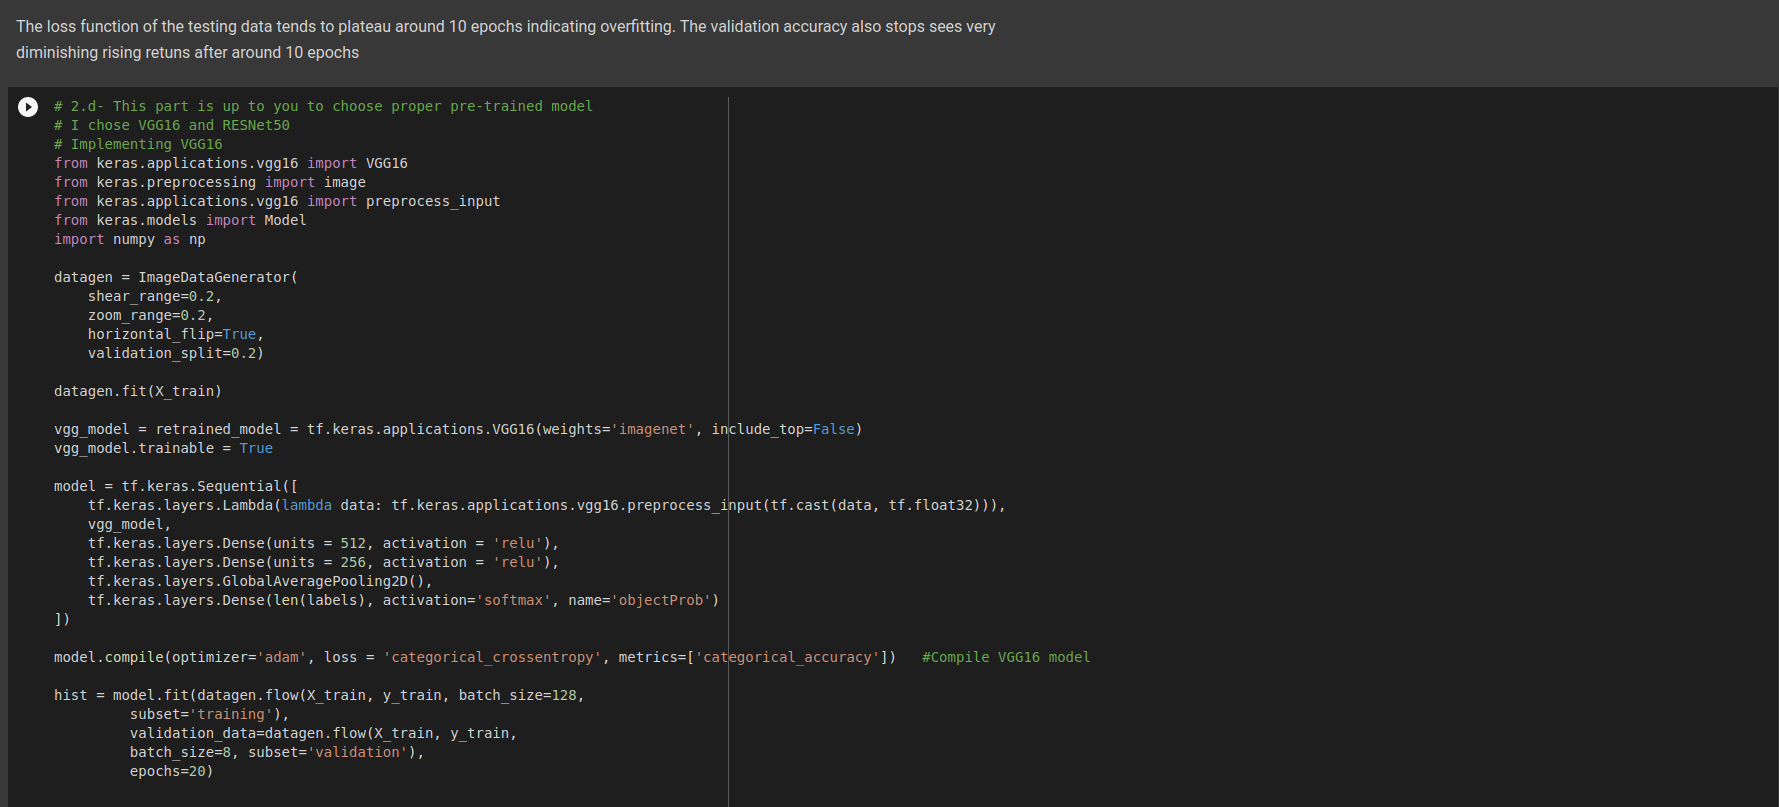 The loss function of the testing data tends to plateau around 10 epochs indicating overfitting. The validation accuracy also stops sees very
diminishing rising retuns after around 10 epochs
# 2.d- This part is up to you to choose proper pre-trained model
# I chose VGG16 and RESNet50
# Implementing VGG16
from keras.applications.vgg16 import VGG16
from keras.preprocessing import image
from keras.applications.vgg16 import preprocess_input
from keras.models import Model
import numpy as np

datagen = ImageDataGenerator(
    shear_range=0.2,
    zoom_range=0.2,
    horizontal_flip=True,
    validation_split=0.2)

datagen.fit(X_train)

vgg_model = retrained_model = tf.keras.applications.VGG16(weights='imagenet', include_top=False)
vgg_model.trainable = True

model = tf.keras.Sequential([
    tf.keras.layers.Lambda(lambda data: tf.keras.applications.vgg16.preprocess_input(tf.cast(data, tf.float32))),
    vgg_model,
    tf.keras.layers.Dense(units = 512, activation = 'relu'),
    tf.keras.layers.Dense(units = 256, activation = 'relu'),
    tf.keras.layers.GlobalAveragePooling2D(),
    tf.keras.layers.Dense(len(labels), activation='softmax', name='objectProb')
])

model.compile(optimizer='adam', loss = 'categorical_crossentropy', metrics=['categorical_accuracy'])   #Compile VGG16 model

hist = model.fit(datagen.flow(X_train, y_train, batch_size=128,
         subset='training'),
         validation_data=datagen.flow(X_train, y_train,
         batch_size=8, subset='validation'),
         epochs=20)